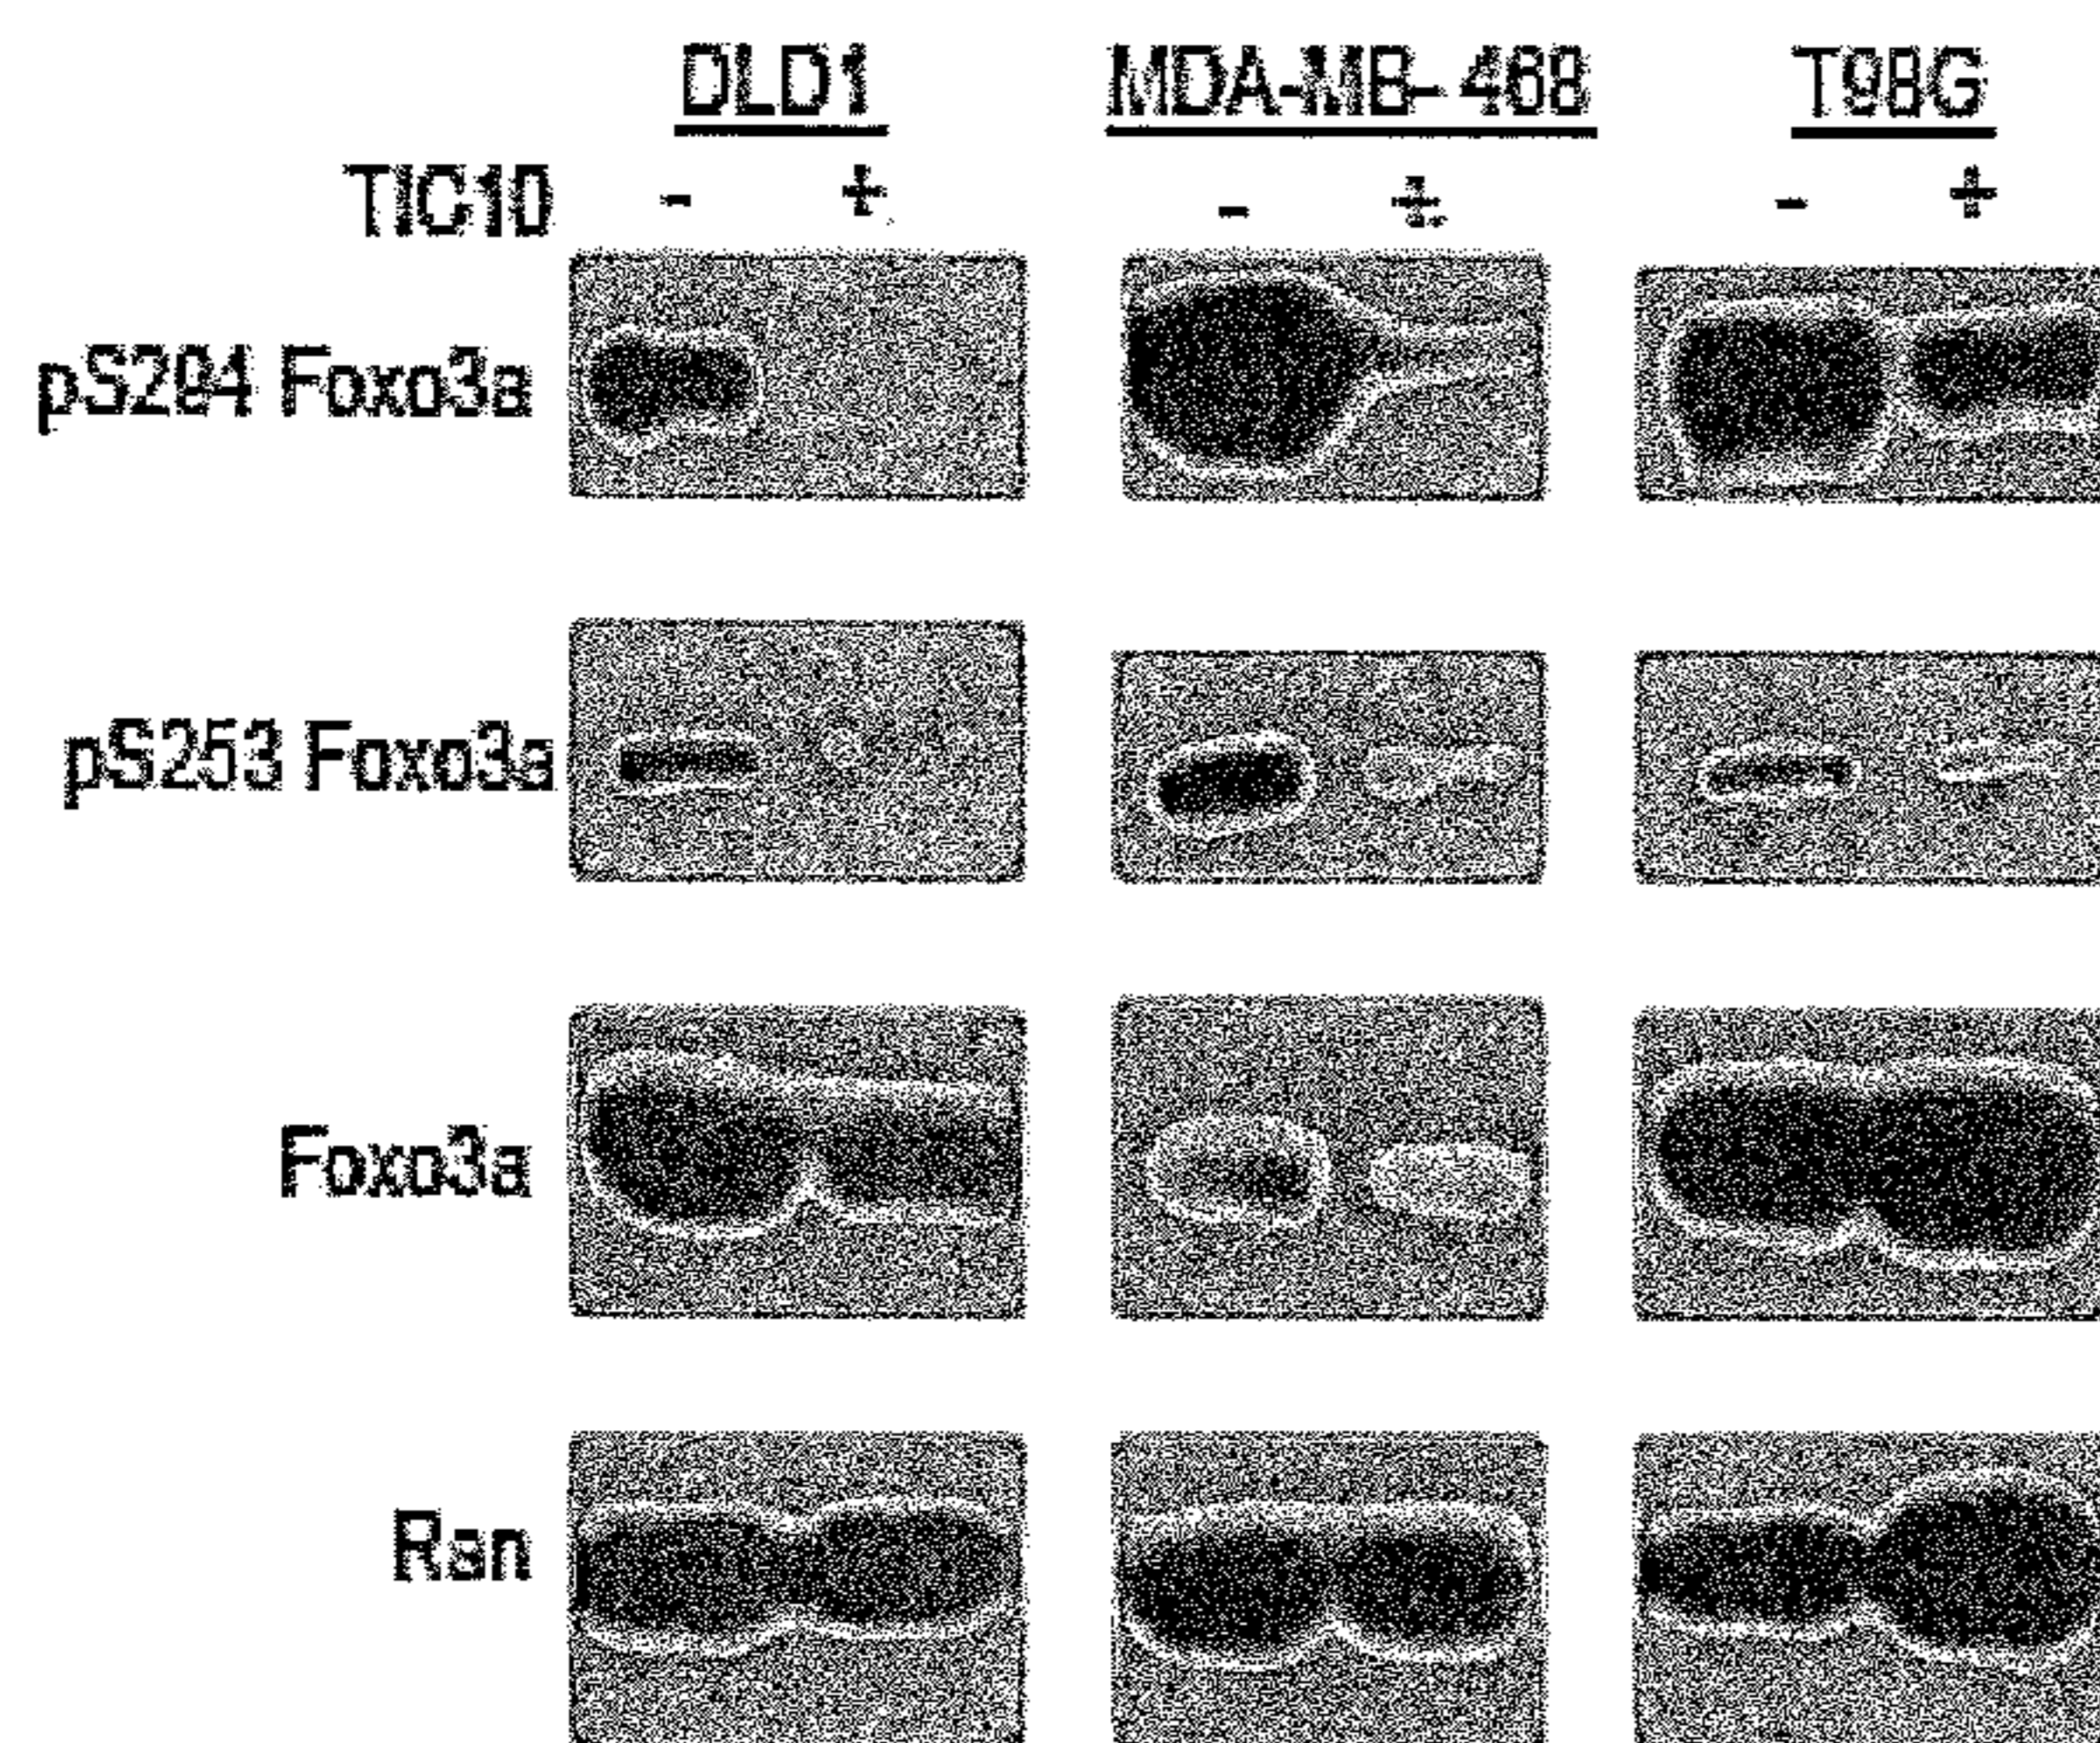 DLD1 MDA-MB-468 T98G
TIC10 - + - + - +
pS294 Foxo3a
pS253 Foxo3a
Foxo3a
Ran